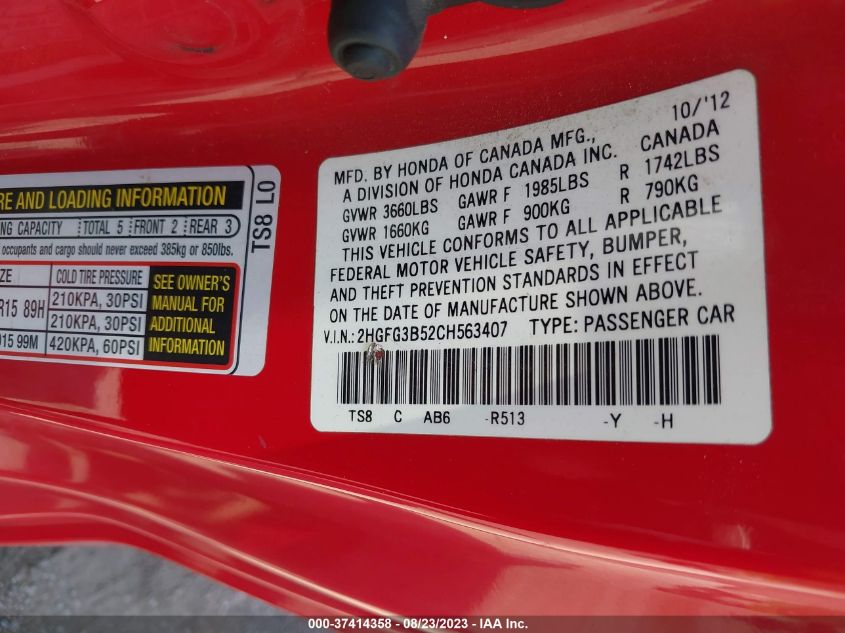 RE AND LOADING INFORMATION
NG CAPACITY TOTAL 5 FRONT 2 REAR 3
occupants and cargo should never exceed 385kg or 850lbs.
ZE COLD TIRE PRESSURE
R15 89H 210KPA, 30PSI
210KPA, 30PSI
D15 99M 420KPA, 60PSI
SEE OWNER'S
MANUAL FOR
ADDITIONAL
INFORMATION
TS8 L0
10/'12
MFD. BY HONDA OF CANADA MFG.,
A DIVISION OF HONDA CANADA INC. CANADA
GVWR 3660LBS GAWR F 1985LBS R 1742LBS
GVWR 1660KG GAWR F 900KG R 790KG
THIS VEHICLE CONFORMS TO ALL APPLICABLE
FEDERAL MOTOR VEHICLE SAFETY, BUMPER,
AND THEFT PREVENTION STANDARDS IN EFFECT
ON THE DATE OF MANUFACTURE SHOWN ABOVE.
V.I.N.: 2HGFG3B52CH563407 TYPE: PASSENGER CAR
TS8 C AB6 -R513 -Y -H
000-37414358 - 08/23/2023 - IAA Inc.